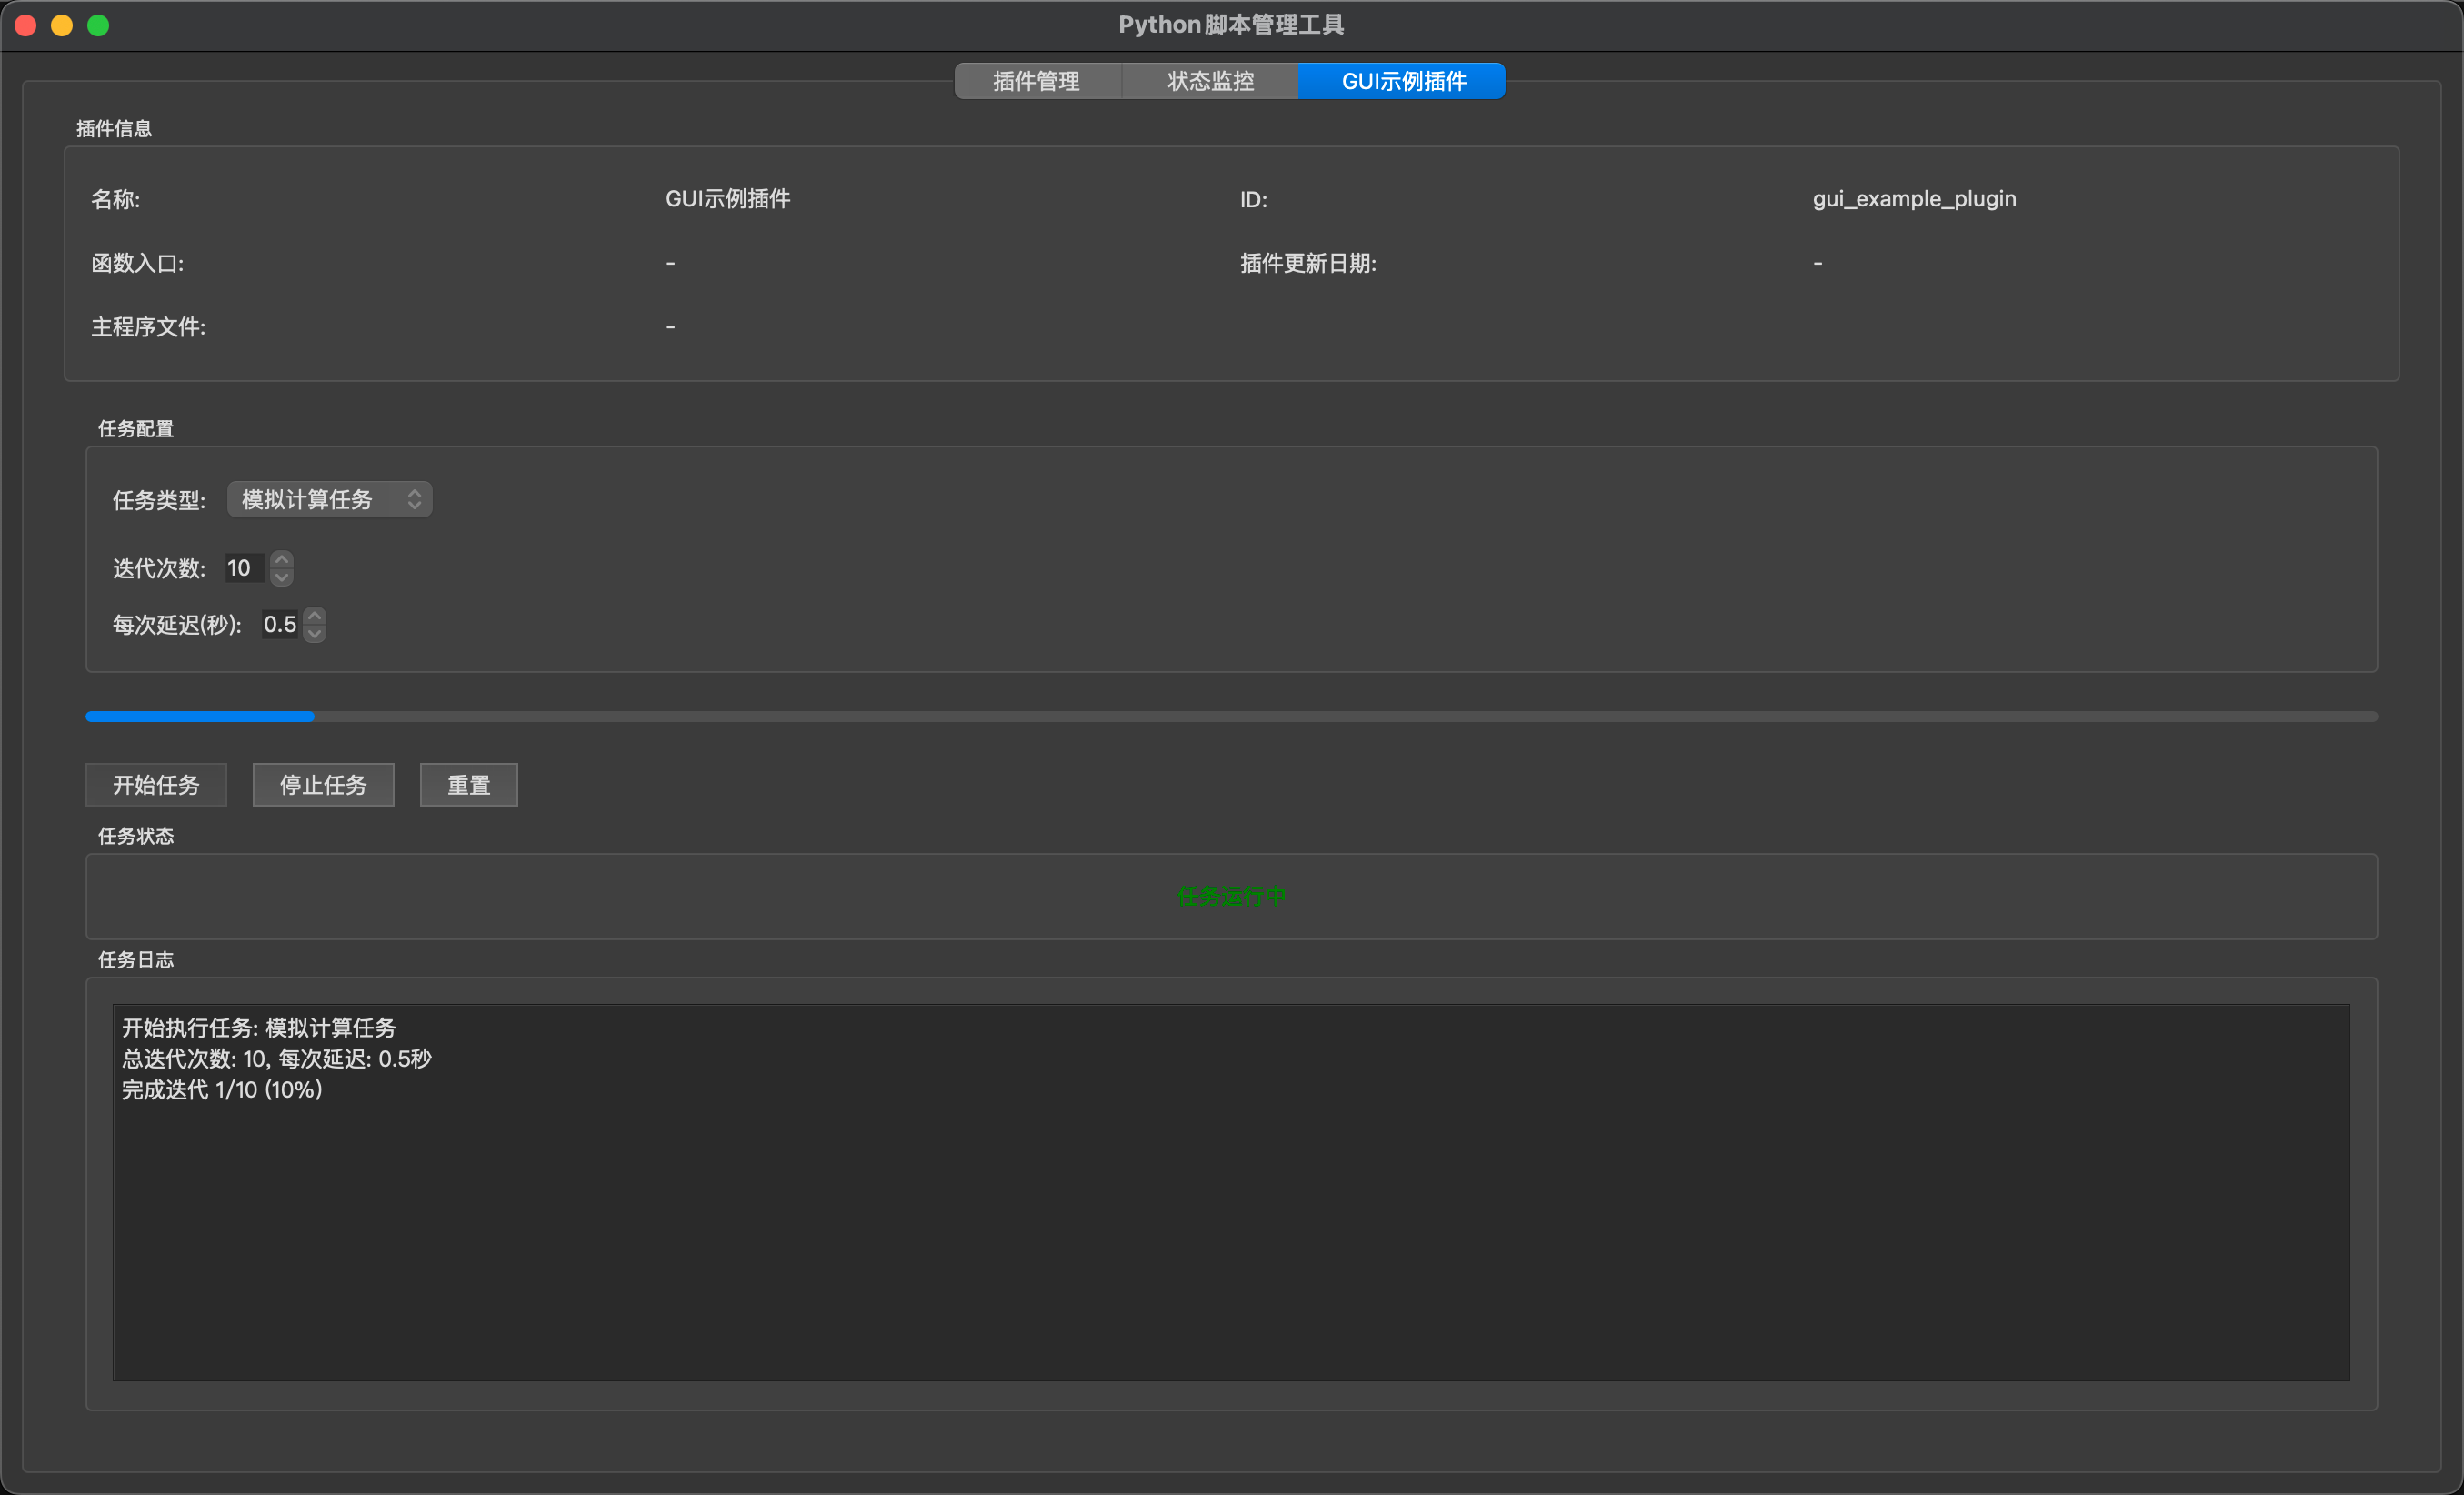 Python脚本管理工具
插件管理 状态监控 GUI示例插件
插件信息
名称: GUI示例插件 ID: gui_example_plugin
函数入口: - 插件更新日期: -
主程序文件: -
任务配置
任务类型: 模拟计算任务
迭代次数: 10
每次延迟(秒): 0.5
开始任务 停止任务 重置
任务状态
任务运行中
任务日志
开始执行任务: 模拟计算任务
总迭代次数: 10, 每次延迟: 0.5秒
完成迭代 1/10 (10%)